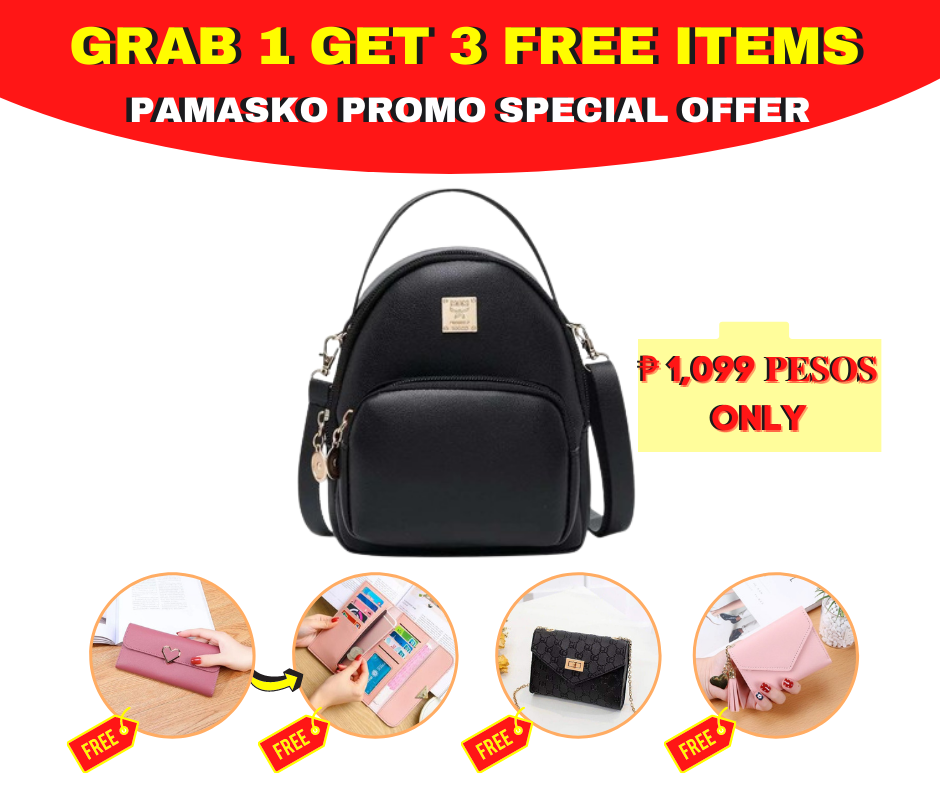 GRAB 1 GET 3 FREE ITEMS
PAMASKO PROMO SPECIAL OFFER
₱ 1,099 PESOS
ONLY
FREE
FREE
FREE
FREE